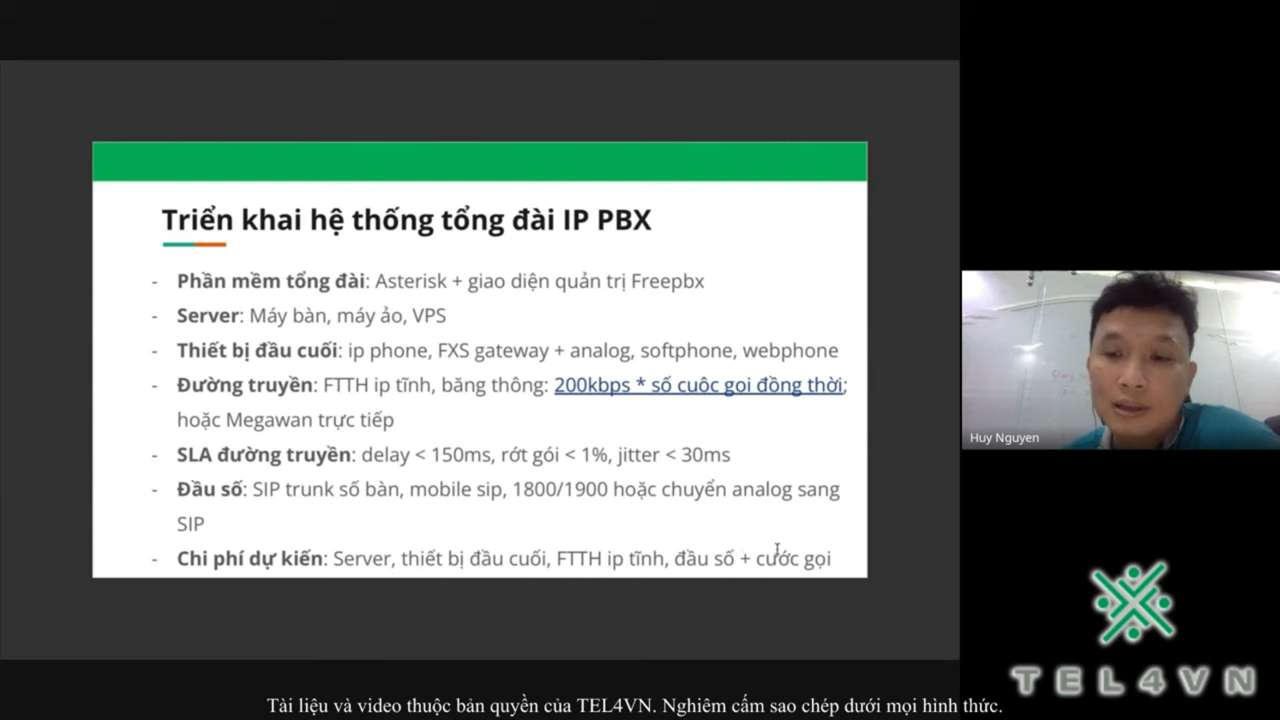 Triển khai hệ thống tổng đài IP PBX
- Phần mềm tổng đài: Asterisk + giao diện quản trị Freepbx
- Server: Máy bàn, máy ảo, VPS
- Thiết bị đầu cuối: ip phone, FXS gateway + analog, softphone, webphone
- Đường truyền: FTTH ip tĩnh, băng thông: 200kbps * số cuộc gọi đồng thời;
hoặc Megawan trực tiếp
- SLA đường truyền: delay < 150ms, rớt gói < 1%, jitter < 30ms
- Đầu số: SIP trunk số bàn, mobile sip, 1800/1900 hoặc chuyển analog sang
SIP
- Chi phí dự kiến: Server, thiết bị đầu cuối, FTTH ip tĩnh, đầu số + cước gọi
Huy Nguyen
TEL4VN
Tài liệu và video thuộc bản quyền của TEL4VN. Nghiêm cấm sao chép dưới mọi hình thức.